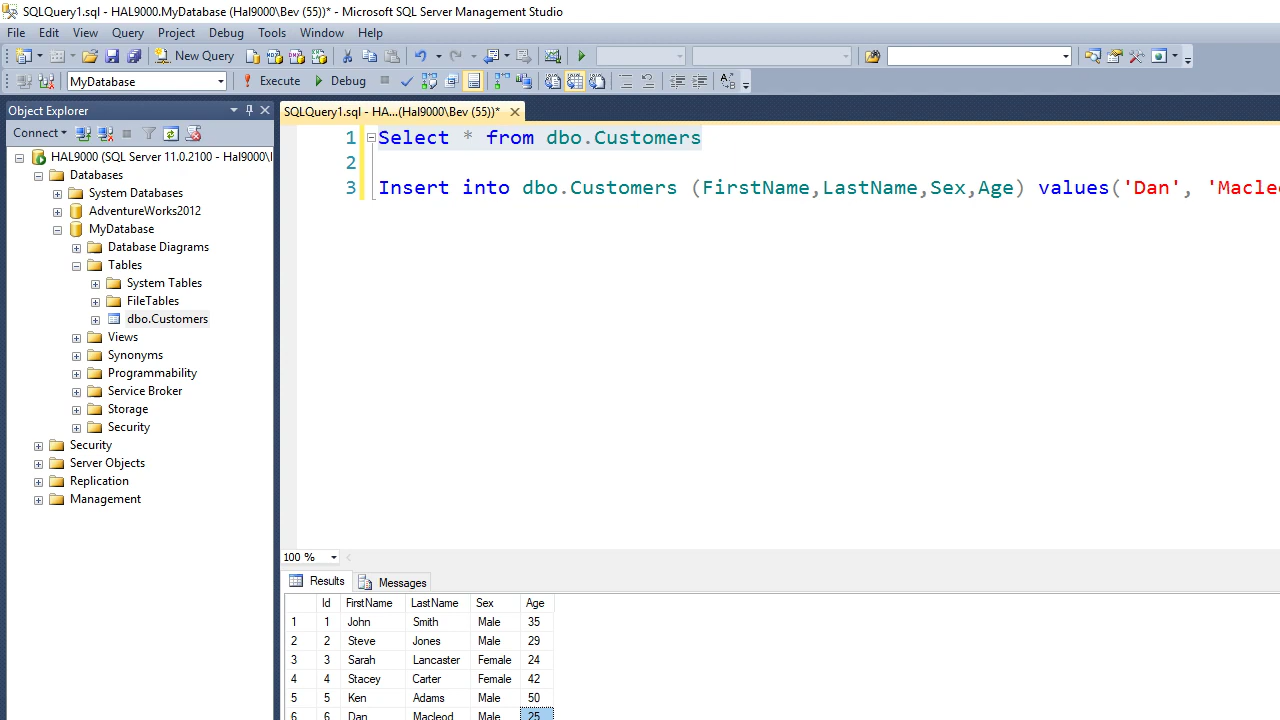 SQLQuery1.sql - HAL9000.MyDatabase (Hal9000\Bev (55))* - Microsoft SQL Server Management Studio
File Edit View Query Project Debug Tools Window Help
New Query
MyDatabase Execute Debug
Object Explorer
SQLQuery1.sql - HA...(Hal9000\Bev (55))*
Connect
HAL9000 (SQL Server 11.0.2100 - Hal9000\
Databases
System Databases
AdventureWorks2012
MyDatabase
Database Diagrams
Tables
System Tables
FileTables
dbo.Customers
Views
Synonyms
Programmability
Service Broker
Storage
Security
Security
Server Objects
Replication
Management
1 Select * from dbo.Customers
2
3 Insert into dbo.Customers (FirstName,LastName,Sex,Age) values('Dan', 'Macleo
100 %
Results Messages
Id FirstName LastName Sex Age
1 1 John Smith Male 35
2 2 Steve Jones Male 29
3 3 Sarah Lancaster Female 24
4 4 Stacey Carter Female 42
5 5 Ken Adams Male 50
6 6 Dan Macleod Male 25